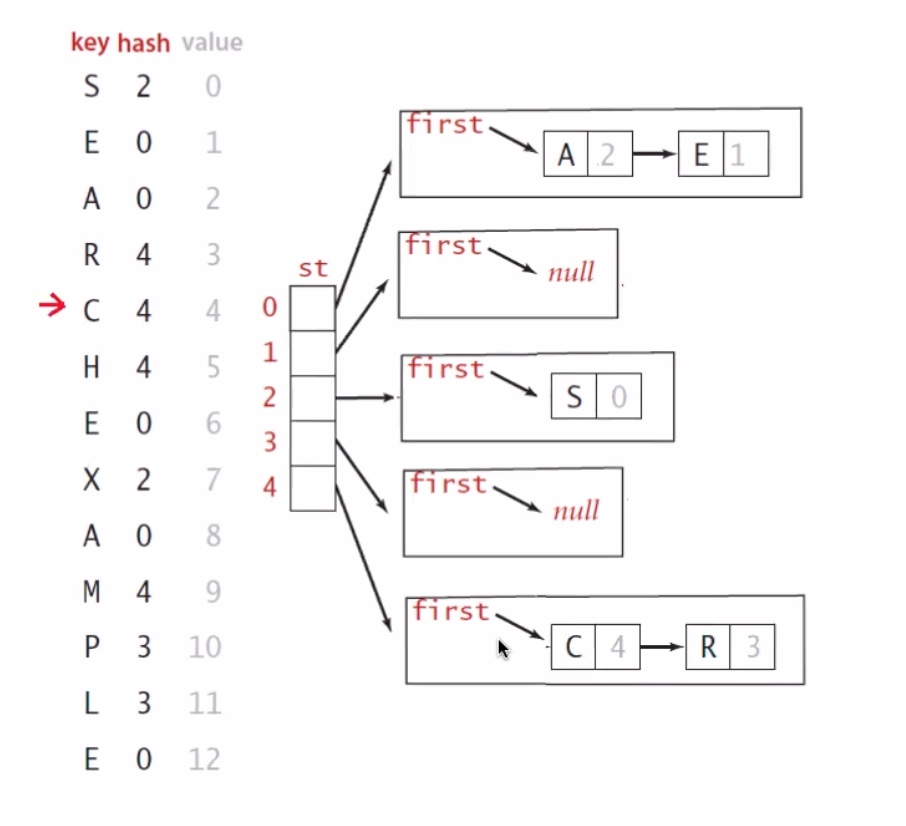 key hash value
S 2 0
E 0 1
A 0 2
R 4 3
C 4 4
H 4 5
E 0 6
X 2 7
A 0 8
M 4 9
P 3 10
L 3 11
E 0 12
st
0
1
2
3
4
first
A 2 E 1
first
null
first
S 0
first
null
first
C 4 R 3